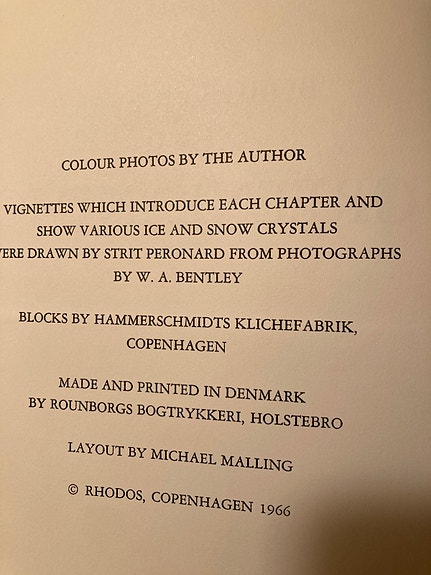 COLOUR PHOTOS BY THE AUTHOR
VIGNETTES WHICH INTRODUCE EACH CHAPTER AND
SHOW VARIOUS ICE AND SNOW CRYSTALS
ERE DRAWN BY STRIT PERONARD FROM PHOTOGRAPHS
BY W. A. BENTLEY
BLOCKS BY HAMMERSCHMIDTS KLICHEFABRIK,
COPENHAGEN
MADE AND PRINTED IN DENMARK
BY ROUNBORGS BOGTRYKKERI, HOLSTEBRO
LAYOUT BY MICHAEL MALLING
© RHODOS, COPENHAGEN 1966